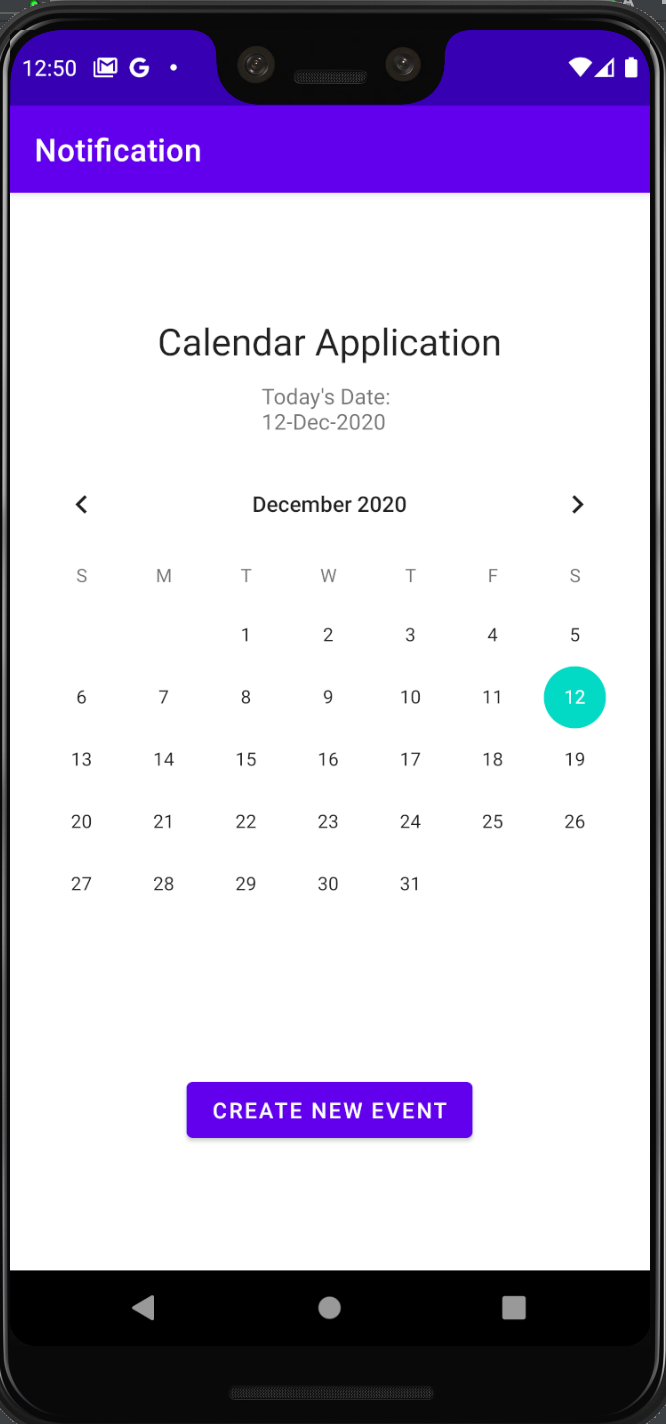 12:50
Notification
Calendar Application
Today's Date:
12-Dec-2020
December 2020
S M T W T F S
1 2 3 4 5
6 7 8 9 10 11 12
13 14 15 16 17 18 19
20 21 22 23 24 25 26
27 28 29 30 31
CREATE NEW EVENT